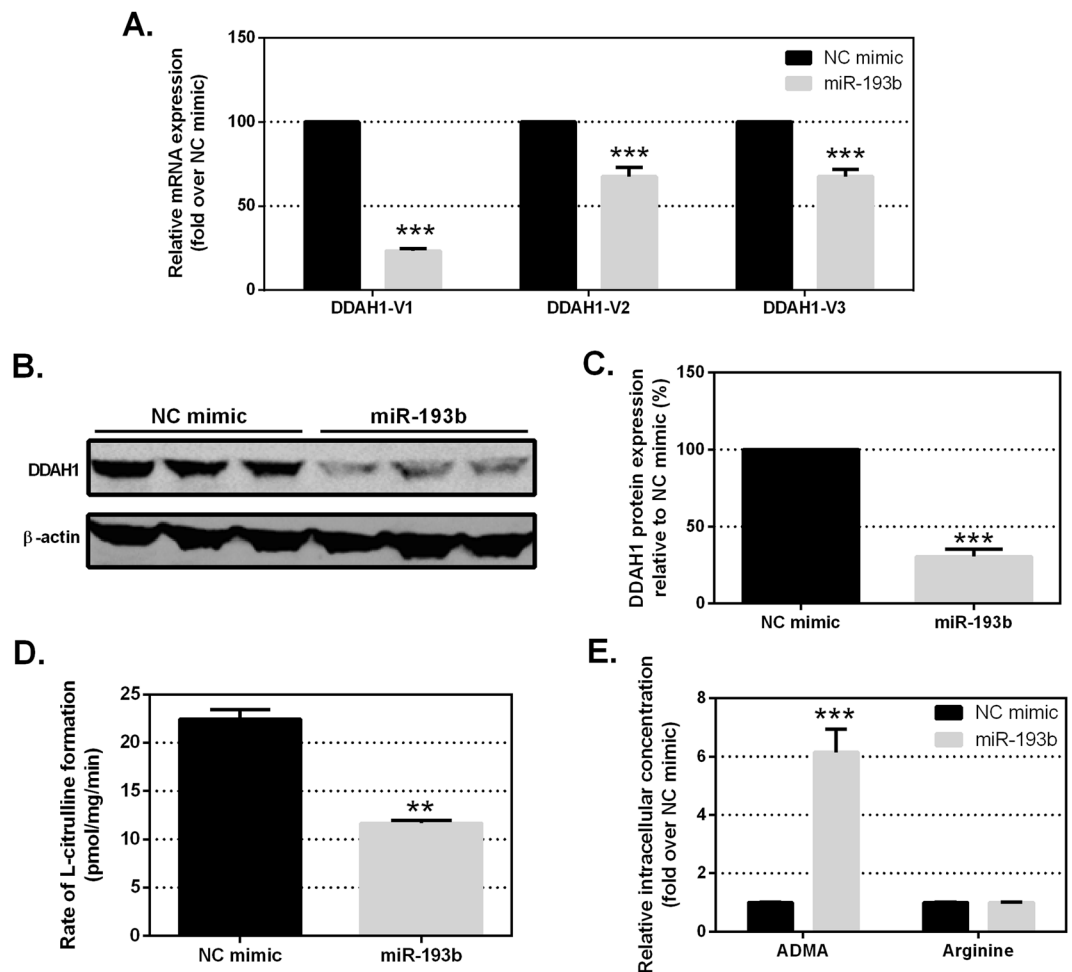 A.
Relative mRNA expression
(fold over NC mimic)
150
100
50
0
NC mimic
miR-193b
***
***
***
DDAH1-V1
DDAH1-V2
DDAH1-V3
B.
NC mimic
miR-193b
DDAH1
β-actin
C.
DDAH1 protein expression
relative to NC mimic (%)
150
100
50
0
***
NC mimic
miR-193b
D.
Rate of L-citrulline formation
(pmol/mg/min)
25
20
15
10
5
0
**
NC mimic
miR-193b
E.
Relative intracellular concentration
(fold over NC mimic)
8
6
4
2
0
***
NC mimic
miR-193b
ADMA
Arginine